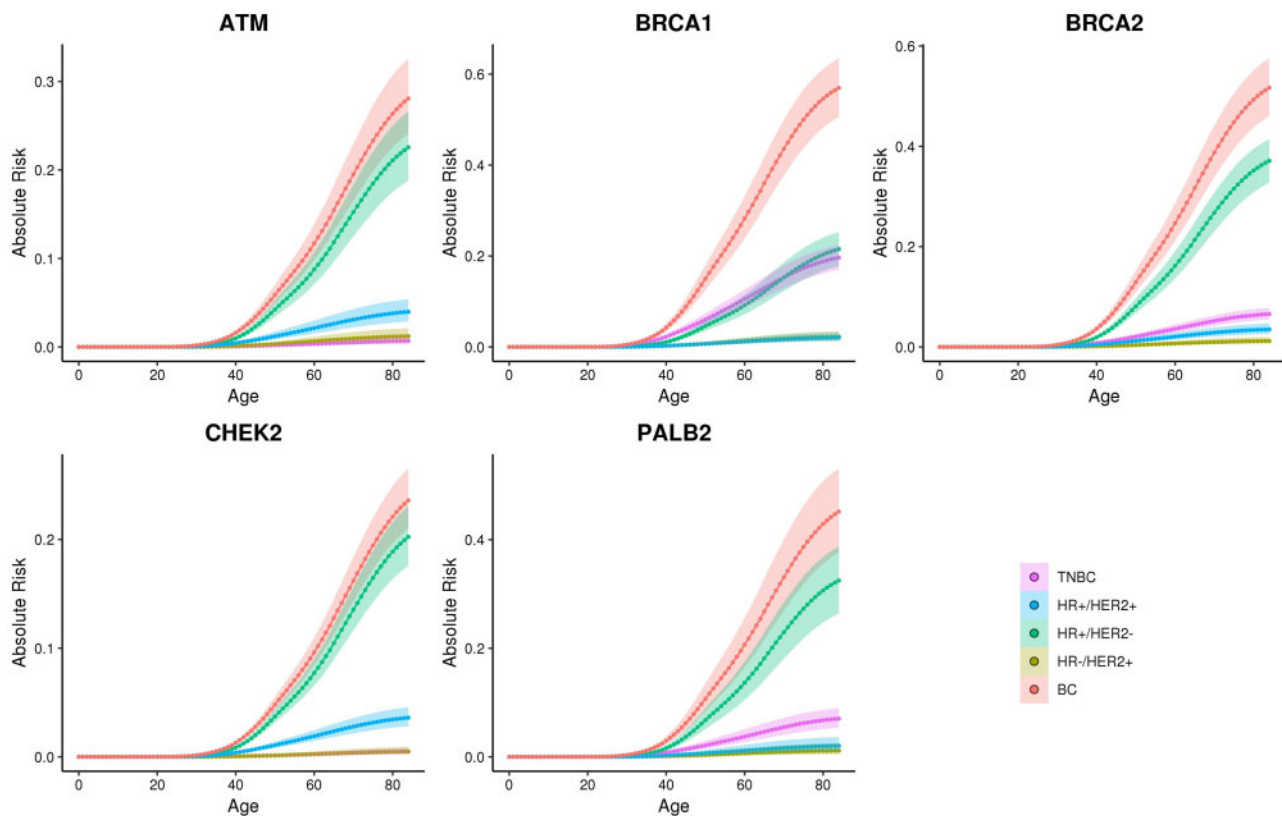 ATM
BRCA1
BRCA2
Absolute Risk
0.3
0.2
0.1
0.0
0 20 40 60 80
Age
Absolute Risk
0.6
0.4
0.2
0.0
0 20 40 60 80
Age
Absolute Risk
0.6
0.4
0.2
0.0
0 20 40 60 80
Age
CHEK2
PALB2
Absolute Risk
0.2
0.1
0.0
0 20 40 60 80
Age
Absolute Risk
0.4
0.2
0.0
0 20 40 60 80
Age
TNBC
HR+/HER2+
HR+/HER2-
HR-/HER2+
BC